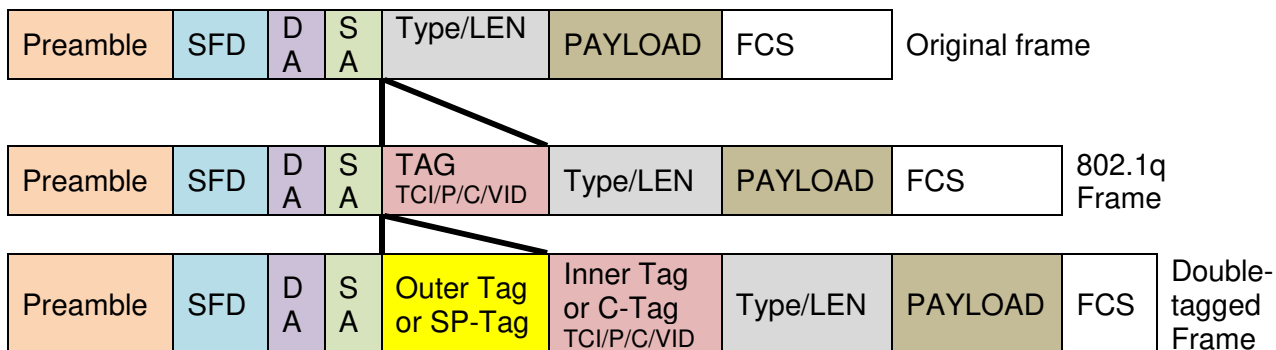 Preamble SFD D A S A Type/LEN PAYLOAD FCS Original frame
Preamble SFD D A S A TAG TCI/P/C/VID Type/LEN PAYLOAD FCS 802.1q Frame
Preamble SFD D A S A Outer Tag or SP-Tag Inner Tag or C-Tag TCI/P/C/VID Type/LEN PAYLOAD FCS Double-tagged Frame